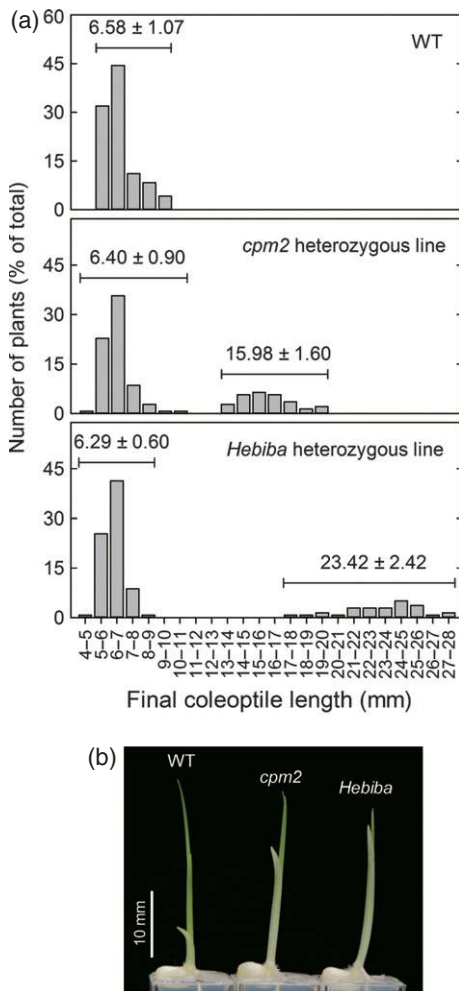 (a)
60
6.58 ± 1.07
WT
45
30
15
0
6.40 ± 0.90
cpm2 heterozygous line
45
30
15.98 ± 1.60
15
0
6.29 ± 0.60
Hebiba heterozygous line
45
30
23.42 ± 2.42
15
0
Number of plants (% of total)
4–5
5–6
6–7
7–8
8–9
9–10
10–11
11–12
12–13
13–14
14–15
15–16
16–17
17–18
18–19
19–20
20–21
21–22
22–23
23–24
24–25
25–26
26–27
27–28
Final coleoptile length (mm)
(b)
WT
cpm2
Hebiba
10 mm